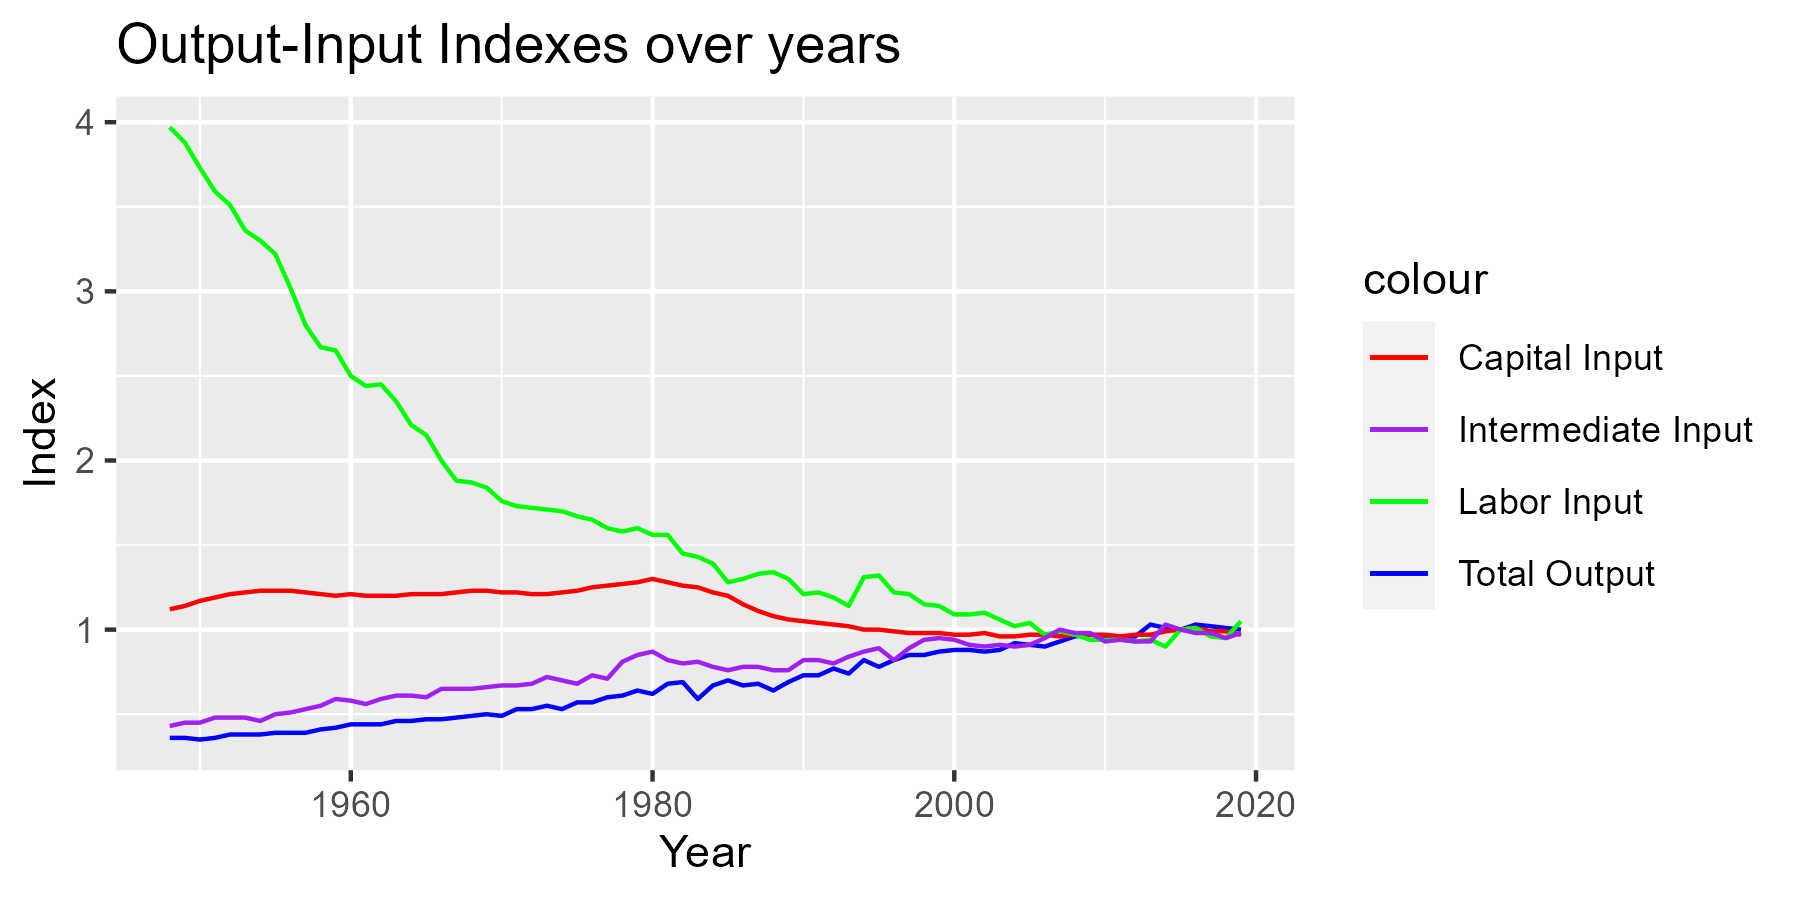 Output-Input Indexes over years
4
3
2
1
Index
1960 1980 2000 2020
Year
colour
Capital Input
Intermediate Input
Labor Input
Total Output